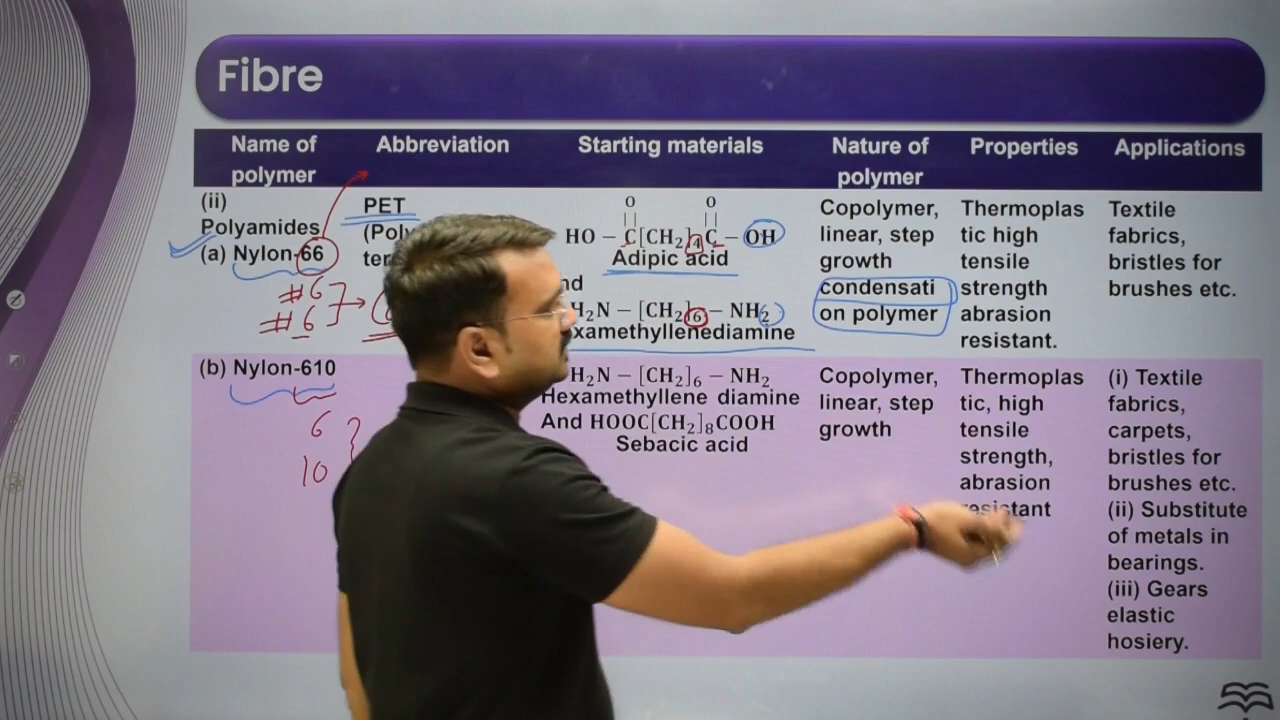 Fibre
Name of polymer
Abbreviation
Starting materials
Nature of polymer
Properties
Applications
(ii)
Polyamides
(a) Nylon-66
#6
#6
PET
O O
HO – C[CH₂]₄C – OH
Adipic acid
H₂N – [CH₂]₆ – NH₂
Copolymer,
linear, step
growth
condensati
on polymer
Thermoplas
tic high
tensile
strength
abrasion
resistant.
Textile
fabrics,
bristles for
brushes etc.
(b) Nylon-610
6
10
H₂N – [CH₂]₆ – NH₂
Hexamethyllene diamine
And HOOC[CH₂]₈COOH
Sebacic acid
Copolymer,
linear, step
growth
Thermoplas
tic, high
tensile
strength,
abrasion
resistant
(i) Textile
fabrics,
carpets,
bristles for
brushes etc.
(ii) Substitute
of metals in
bearings.
(iii) Gears
elastic
hosiery.